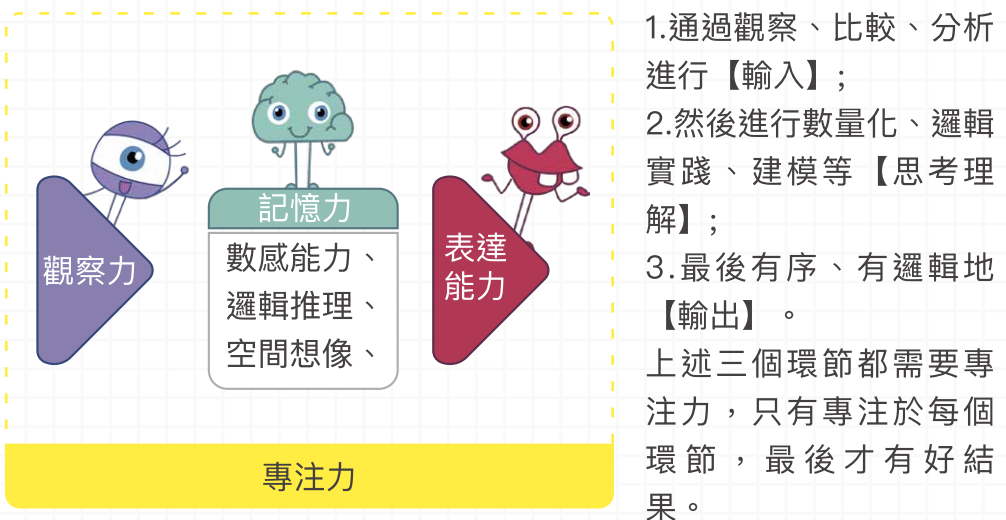 觀察力
記憶力
數感能力、
邏輯推理、
空間想像、
表達
能力
專注力
1.通過觀察、比較、分析
進行【輸入】;
2.然後進行數量化、邏輯
實踐、建模等【思考理
解】;
3.最後有序、有邏輯地
【輸出】。
上述三個環節都需要專
注力，只有專注於每個
環節，最後才有好結
果。